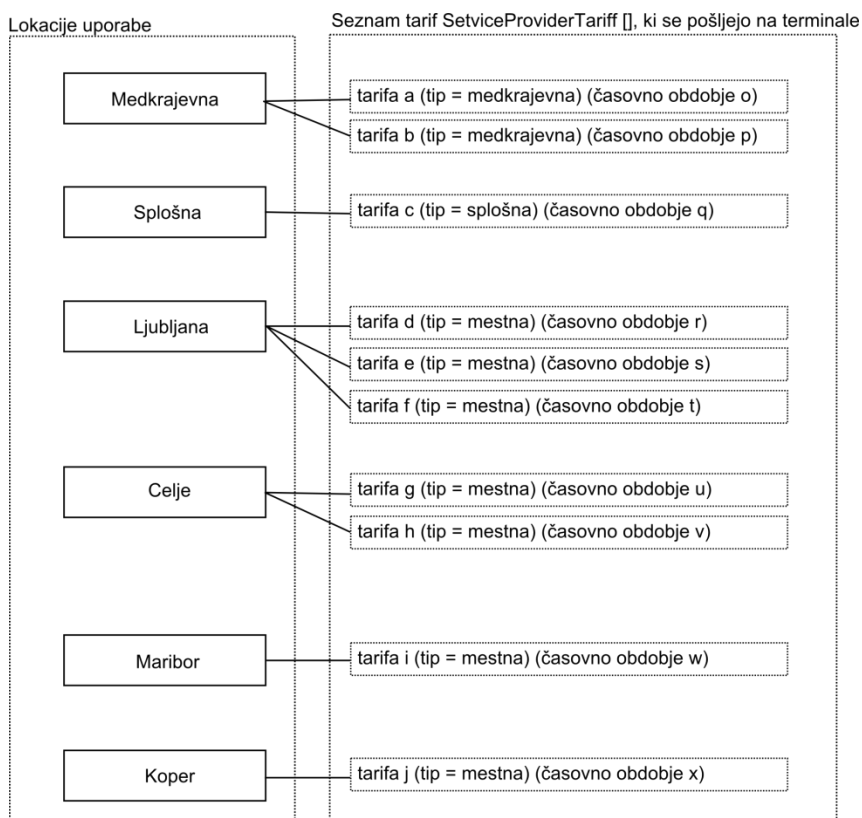 Lokacije uporabe
Seznam tarif SetviceProviderTariff [], ki se pošljejo na terminale
Medkrajevna
tarifa a (tip = medkrajevna) (časovno obdobje o)
tarifa b (tip = medkrajevna) (časovno obdobje p)
Splošna
tarifa c (tip = splošna) (časovno obdobje q)
Ljubljana
tarifa d (tip = mestna) (časovno obdobje r)
tarifa e (tip = mestna) (časovno obdobje s)
tarifa f (tip = mestna) (časovno obdobje t)
Celje
tarifa g (tip = mestna) (časovno obdobje u)
tarifa h (tip = mestna) (časovno obdobje v)
Maribor
tarifa i (tip = mestna) (časovno obdobje w)
Koper
tarifa j (tip = mestna) (časovno obdobje x)